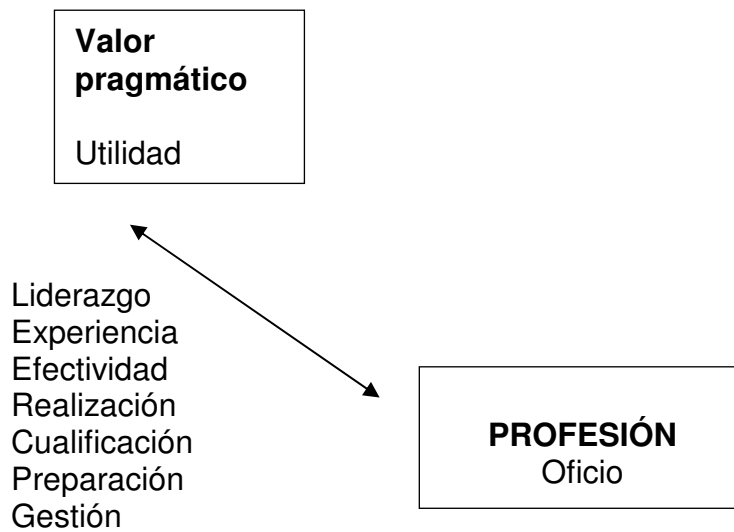 Valor
pragmático
Utilidad
Liderazgo
Experiencia
Efectividad
Realización
Cualificación
Preparación
Gestión
PROFESIÓN
Oficio